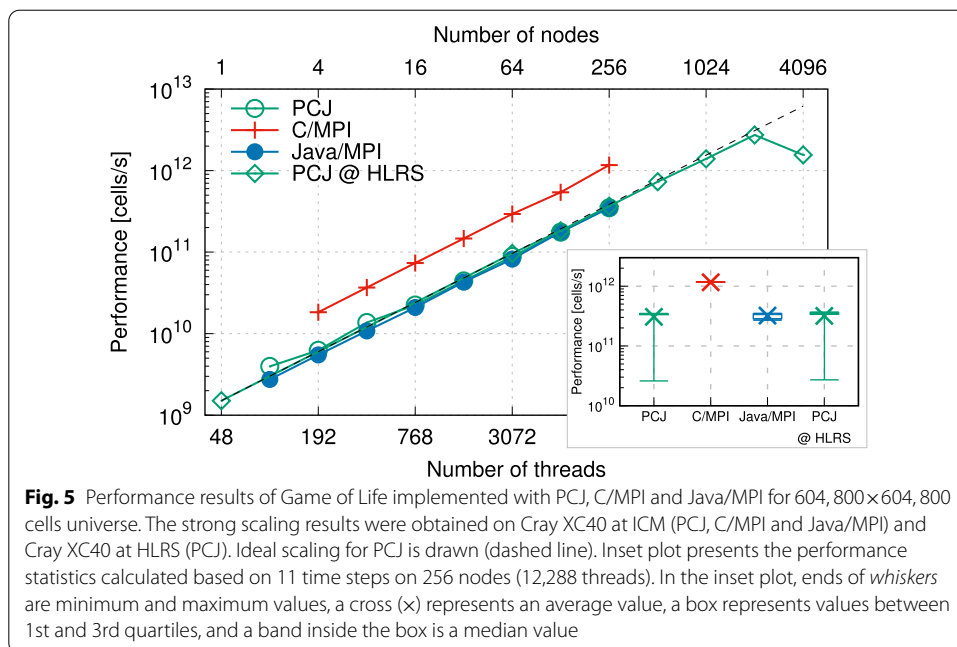 Number of nodes
1 4 16 64 256 1024 4096
10^13
10^12
10^11
10^10
10^9
Performance [cells/s]
PCJ
C/MPI
Java/MPI
PCJ @ HLRS
48 192 768 3072
Number of threads
Performance [cells/s]
10^12
10^11
10^10
PCJ C/MPI Java/MPI PCJ
@ HLRS
Fig. 5 Performance results of Game of Life implemented with PCJ, C/MPI and Java/MPI for 604, 800×604, 800
cells universe. The strong scaling results were obtained on Cray XC40 at ICM (PCJ, C/MPI and Java/MPI) and
Cray XC40 at HLRS (PCJ). Ideal scaling for PCJ is drawn (dashed line). Inset plot presents the performance
statistics calculated based on 11 time steps on 256 nodes (12,288 threads). In the inset plot, ends of whiskers
are minimum and maximum values, a cross (×) represents an average value, a box represents values between
1st and 3rd quartiles, and a band inside the box is a median value